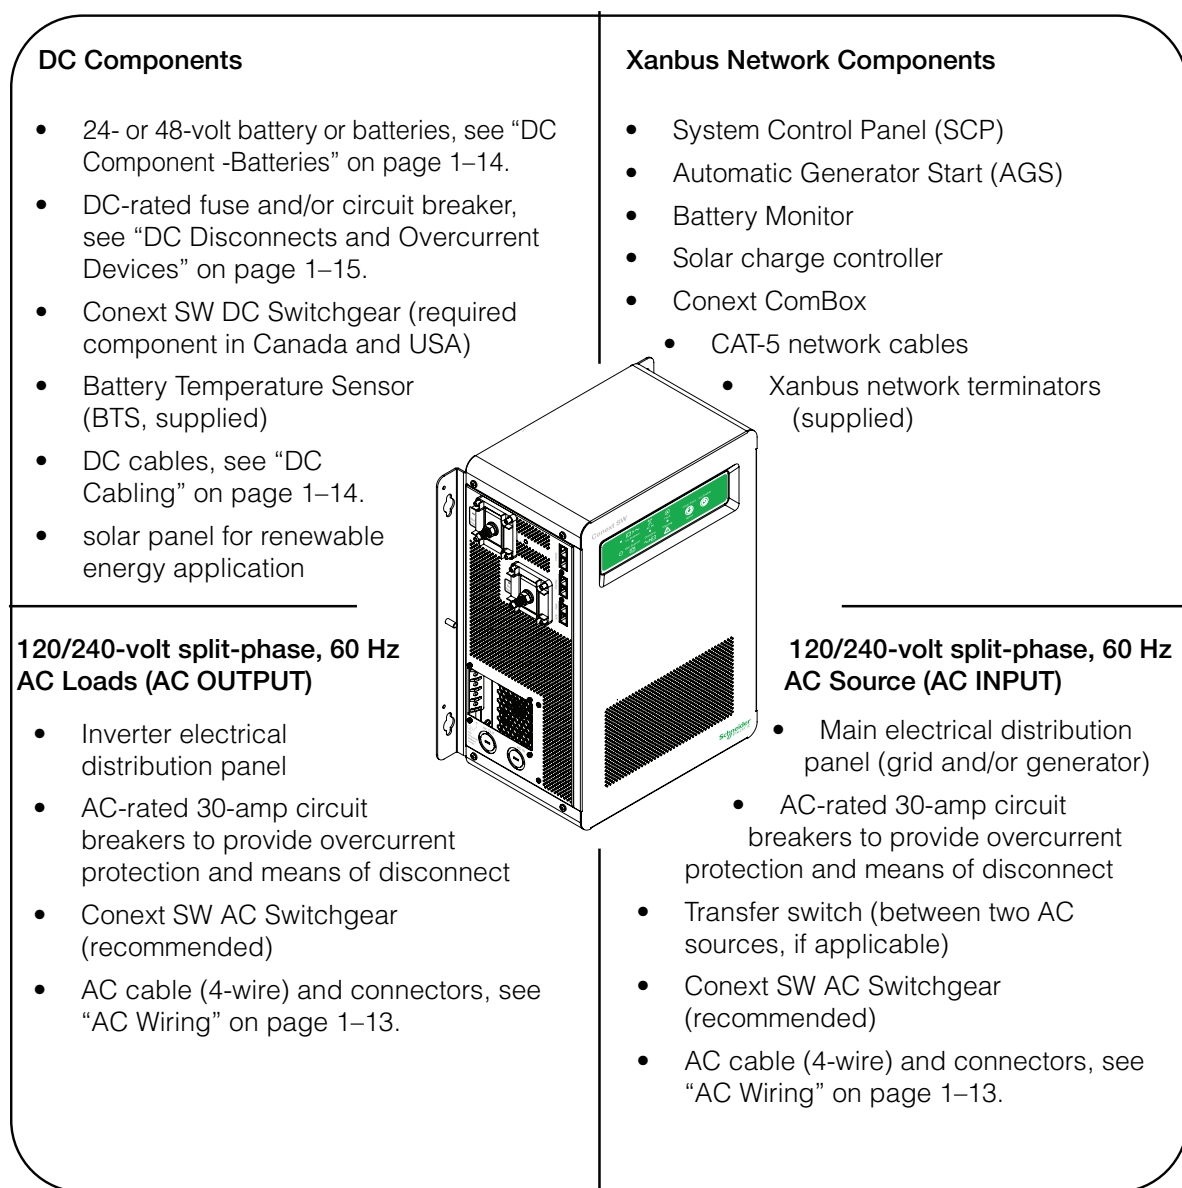 DC Components
• 24- or 48-volt battery or batteries, see “DC
Component -Batteries” on page 1–14.
• DC-rated fuse and/or circuit breaker,
see “DC Disconnects and Overcurrent
Devices” on page 1–15.
• Conext SW DC Switchgear (required
component in Canada and USA)
• Battery Temperature Sensor
(BTS, supplied)
• DC cables, see “DC
Cabling” on page 1–14.
• solar panel for renewable
energy application
Xanbus Network Components
• System Control Panel (SCP)
• Automatic Generator Start (AGS)
• Battery Monitor
• Solar charge controller
• Conext ComBox
• CAT-5 network cables
• Xanbus network terminators
(supplied)
Conext SW
Schneider
120/240-volt split-phase, 60 Hz
AC Loads (AC OUTPUT)
• Inverter electrical
distribution panel
• AC-rated 30-amp circuit
breakers to provide overcurrent
protection and means of disconnect
• Conext SW AC Switchgear
(recommended)
• AC cable (4-wire) and connectors, see
“AC Wiring” on page 1–13.
120/240-volt split-phase, 60 Hz
AC Source (AC INPUT)
• Main electrical distribution
panel (grid and/or generator)
• AC-rated 30-amp circuit
breakers to provide overcurrent
protection and means of disconnect
• Transfer switch (between two AC
sources, if applicable)
• Conext SW AC Switchgear
(recommended)
• AC cable (4-wire) and connectors, see
“AC Wiring” on page 1–13.